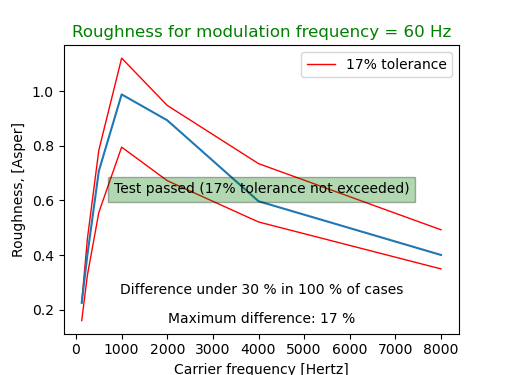 Roughness for modulation frequency = 60 Hz
17% tolerance
1.0
0.8
0.6
0.4
0.2
Roughness, [Asper]
Test passed (17% tolerance not exceeded)
Difference under 30 % in 100 % of cases
Maximum difference: 17 %
0 1000 2000 3000 4000 5000 6000 7000 8000
Carrier frequency [Hertz]